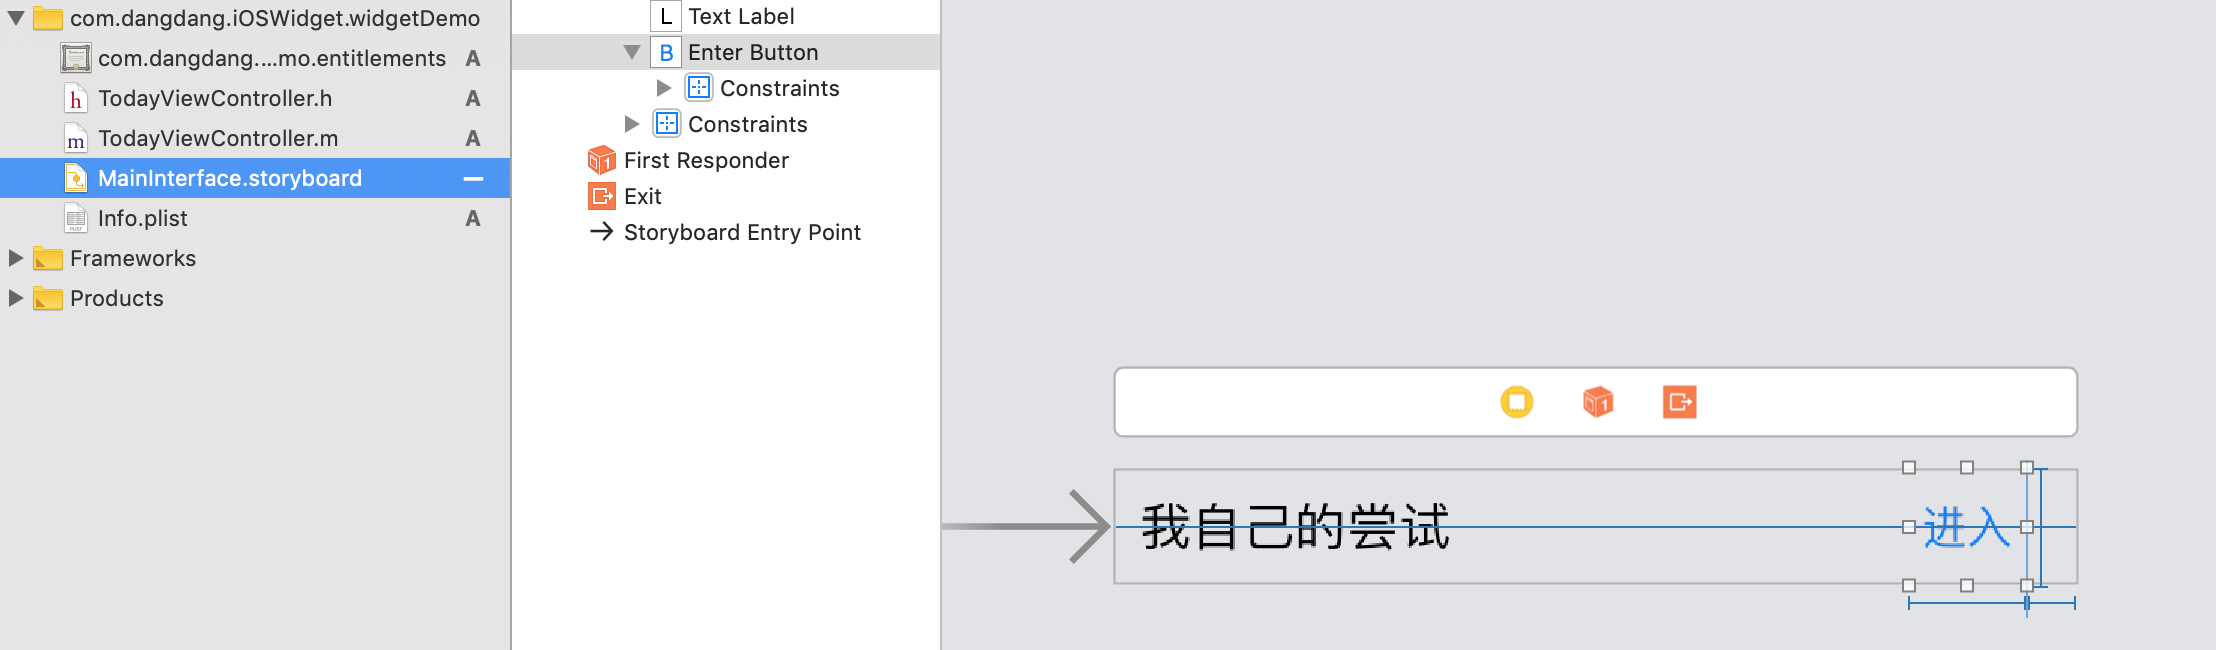 com.dangdang.iOSWidget.widgetDemo
com.dangdang....mo.entitlements A
TodayViewController.h A
TodayViewController.m A
MainInterface.storyboard
Info.plist A
Frameworks
Products
L Text Label
B Enter Button
Constraints
Constraints
First Responder
Exit
Storyboard Entry Point
我自己的尝试
进入